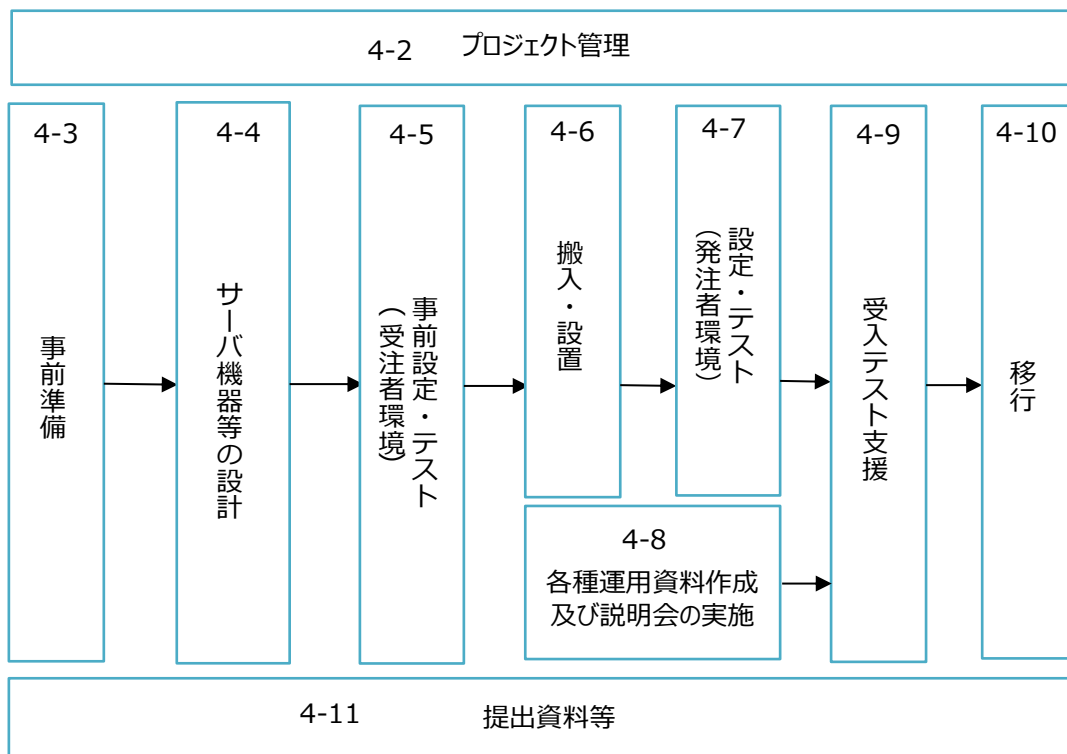 4-2 プロジェクト管理
4-3
事前準備
4-4
サーバ機器等の設計
4-5
事前設定・テスト
（受注者環境）
4-6
搬入・設置
4-7
設定・テスト
（発注者環境）
4-8
各種運用資料作成
及び説明会の実施
4-9
受入テスト支援
4-10
移行
4-11 提出資料等